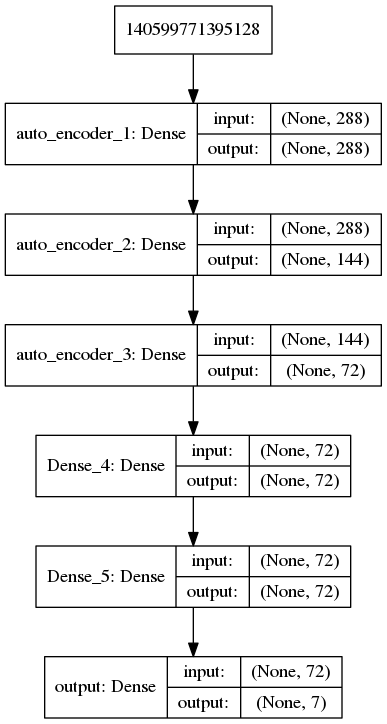 140599771395128
auto_encoder_1: Dense
input: (None, 288)
output: (None, 288)
auto_encoder_2: Dense
input: (None, 288)
output: (None, 144)
auto_encoder_3: Dense
input: (None, 144)
output: (None, 72)
Dense_4: Dense
input: (None, 72)
output: (None, 72)
Dense_5: Dense
input: (None, 72)
output: (None, 72)
output: Dense
input: (None, 72)
output: (None, 7)